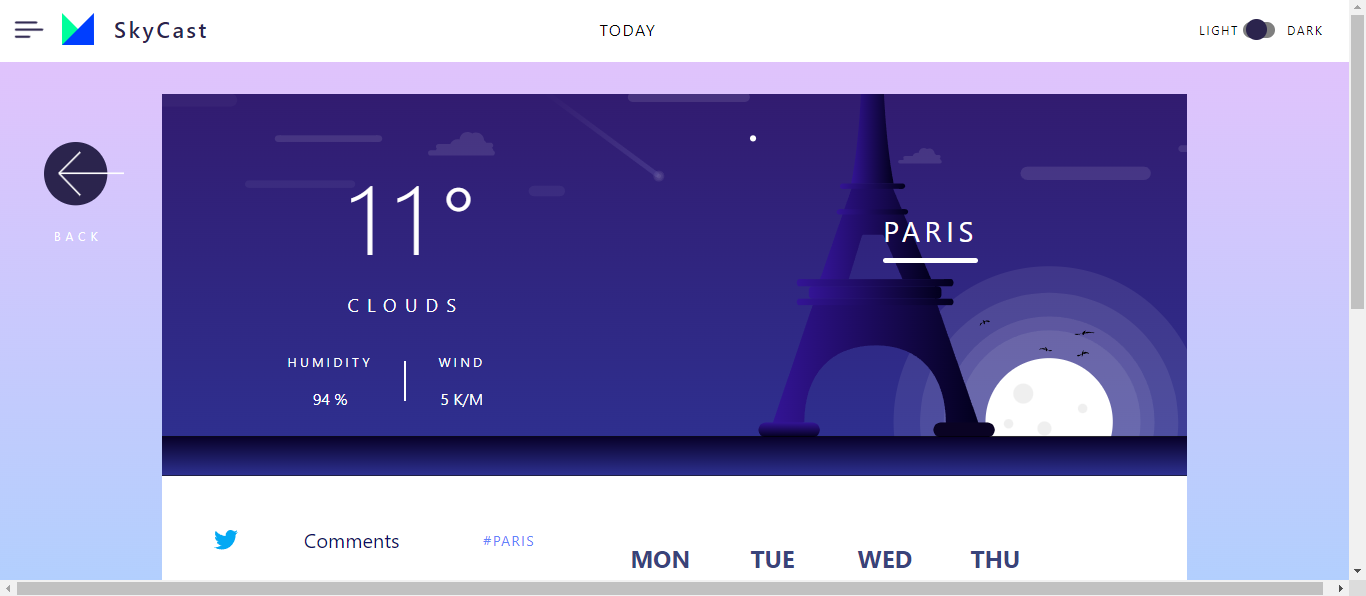 SkyCast
TODAY
LIGHT
DARK
BACK
11°
CLOUDS
HUMIDITY
WIND
94 %
5 K/M
PARIS
Comments
#PARIS
MON
TUE
WED
THU